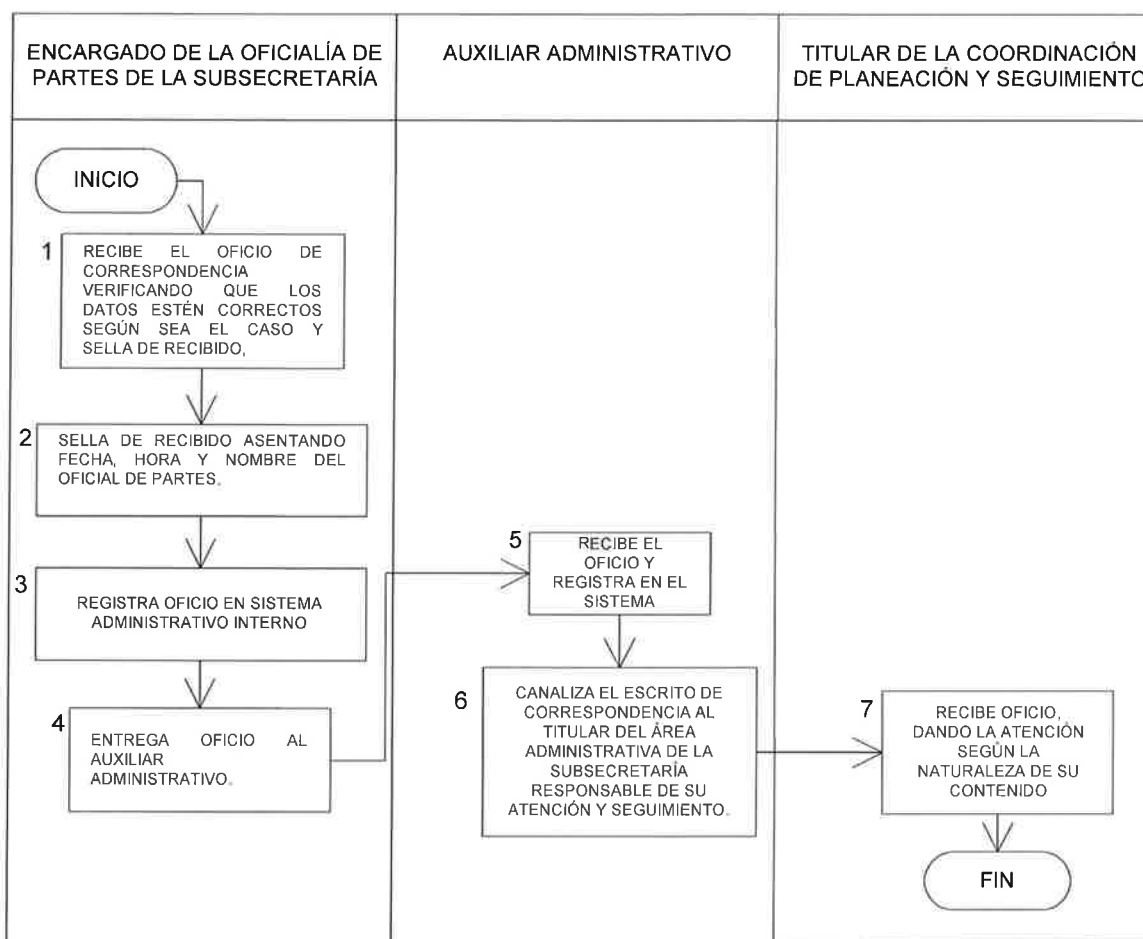 ENCARGADO DE LA OFICIALÍA DE
PARTES DE LA SUBSECRETARÍA
AUXILIAR ADMINISTRATIVO
TITULAR DE LA COORDINACIÓN
DE PLANEACIÓN Y SEGUIMIENTO
INICIO
1
RECIBE EL OFICIO DE
CORRESPONDENCIA
VERIFICANDO QUE LOS
DATOS ESTÉN CORRECTOS
SEGÚN SEA EL CASO Y
SELLA DE RECIBIDO,
2
SELLA DE RECIBIDO ASENTANDO
FECHA, HORA Y NOMBRE DEL
OFICIAL DE PARTES.
3
REGISTRA OFICIO EN SISTEMA
ADMINISTRATIVO INTERNO
4
ENTREGA OFICIO AL
AUXILIAR
ADMINISTRATIVO.
5
RECIBE EL
OFICIO Y
REGISTRA EN EL
SISTEMA
6
CANALIZA EL ESCRITO DE
CORRESPONDENCIA AL
TITULAR DEL ÁREA
ADMINISTRATIVA DE LA
SUBSECRETARÍA
RESPONSABLE DE SU
ATENCIÓN Y SEGUIMIENTO.
7
RECIBE OFICIO,
DANDO LA ATENCIÓN
SEGÚN LA
NATURALEZA DE SU
CONTENIDO
FIN